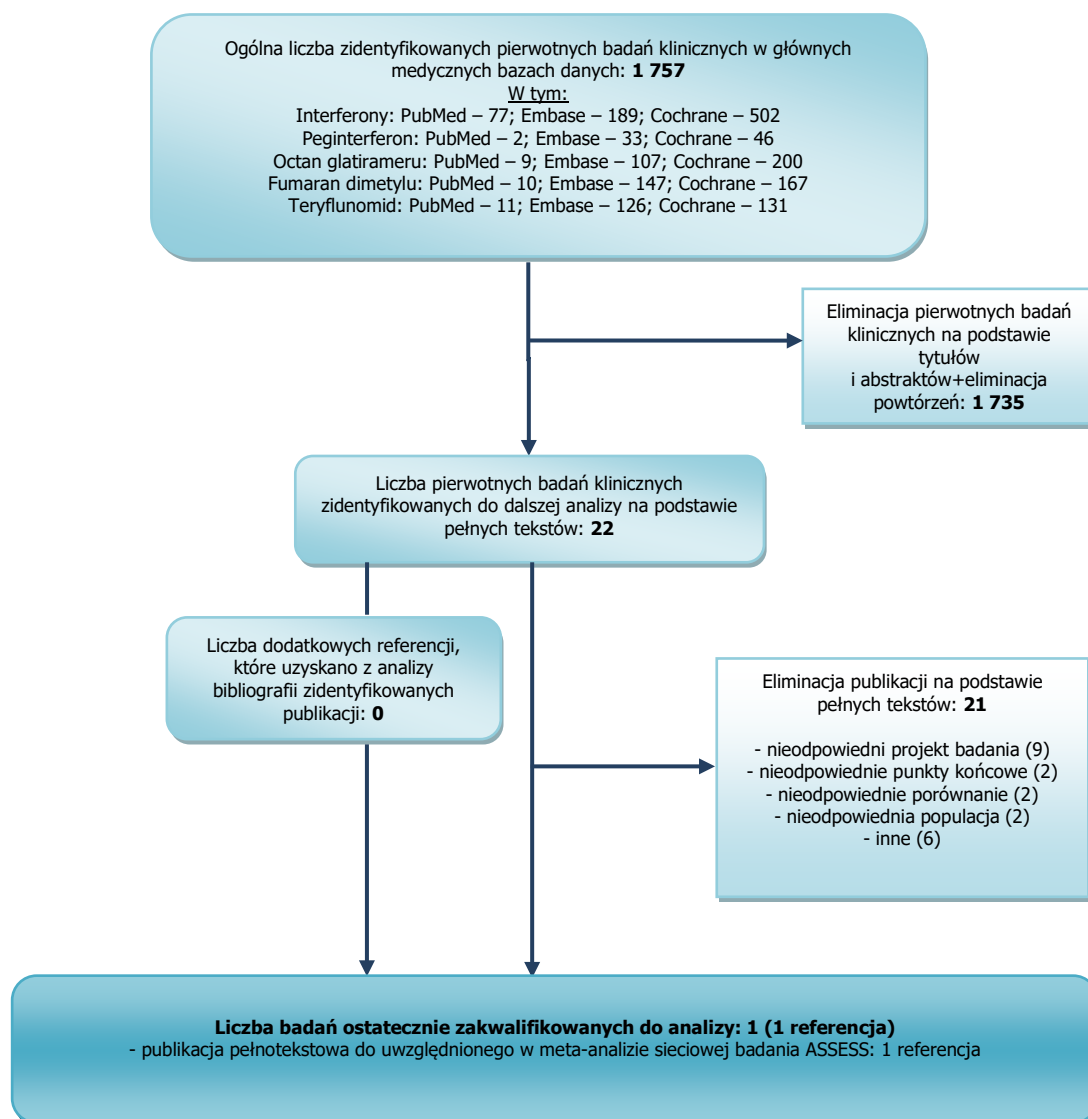 Ogólna liczba zidentyfikowanych pierwotnych badań klinicznych w głównych
medycznych bazach danych: 1 757
W tym:
Interferony: PubMed – 77; Embase – 189; Cochrane – 502
Peginterferon: PubMed – 2; Embase – 33; Cochrane – 46
Octan glatirameru: PubMed – 9; Embase – 107; Cochrane – 200
Fumaran dimetylu: PubMed – 10; Embase – 147; Cochrane – 167
Teryflunomid: PubMed – 11; Embase – 126; Cochrane – 131
Eliminacja pierwotnych badań
klinicznych na podstawie
tytułów
i abstraktów+eliminacja
powtórzeń: 1 735
Liczba pierwotnych badań klinicznych
zidentyfikowanych do dalszej analizy na podstawie
pełnych tekstów: 22
Liczba dodatkowych referencji,
które uzyskano z analizy
bibliografii zidentyfikowanych
publikacji: 0
Eliminacja publikacji na podstawie
pełnych tekstów: 21
- nieodpowiedni projekt badania (9)
- nieodpowiednie punkty końcowe (2)
- nieodpowiednie porównanie (2)
- nieodpowiednia populacja (2)
- inne (6)
Liczba badań ostatecznie zakwalifikowanych do analizy: 1 (1 referencja)
- publikacja pełnotekstowa do uwzględnionego w meta-analizie sieciowej badania ASSESS: 1 referencja